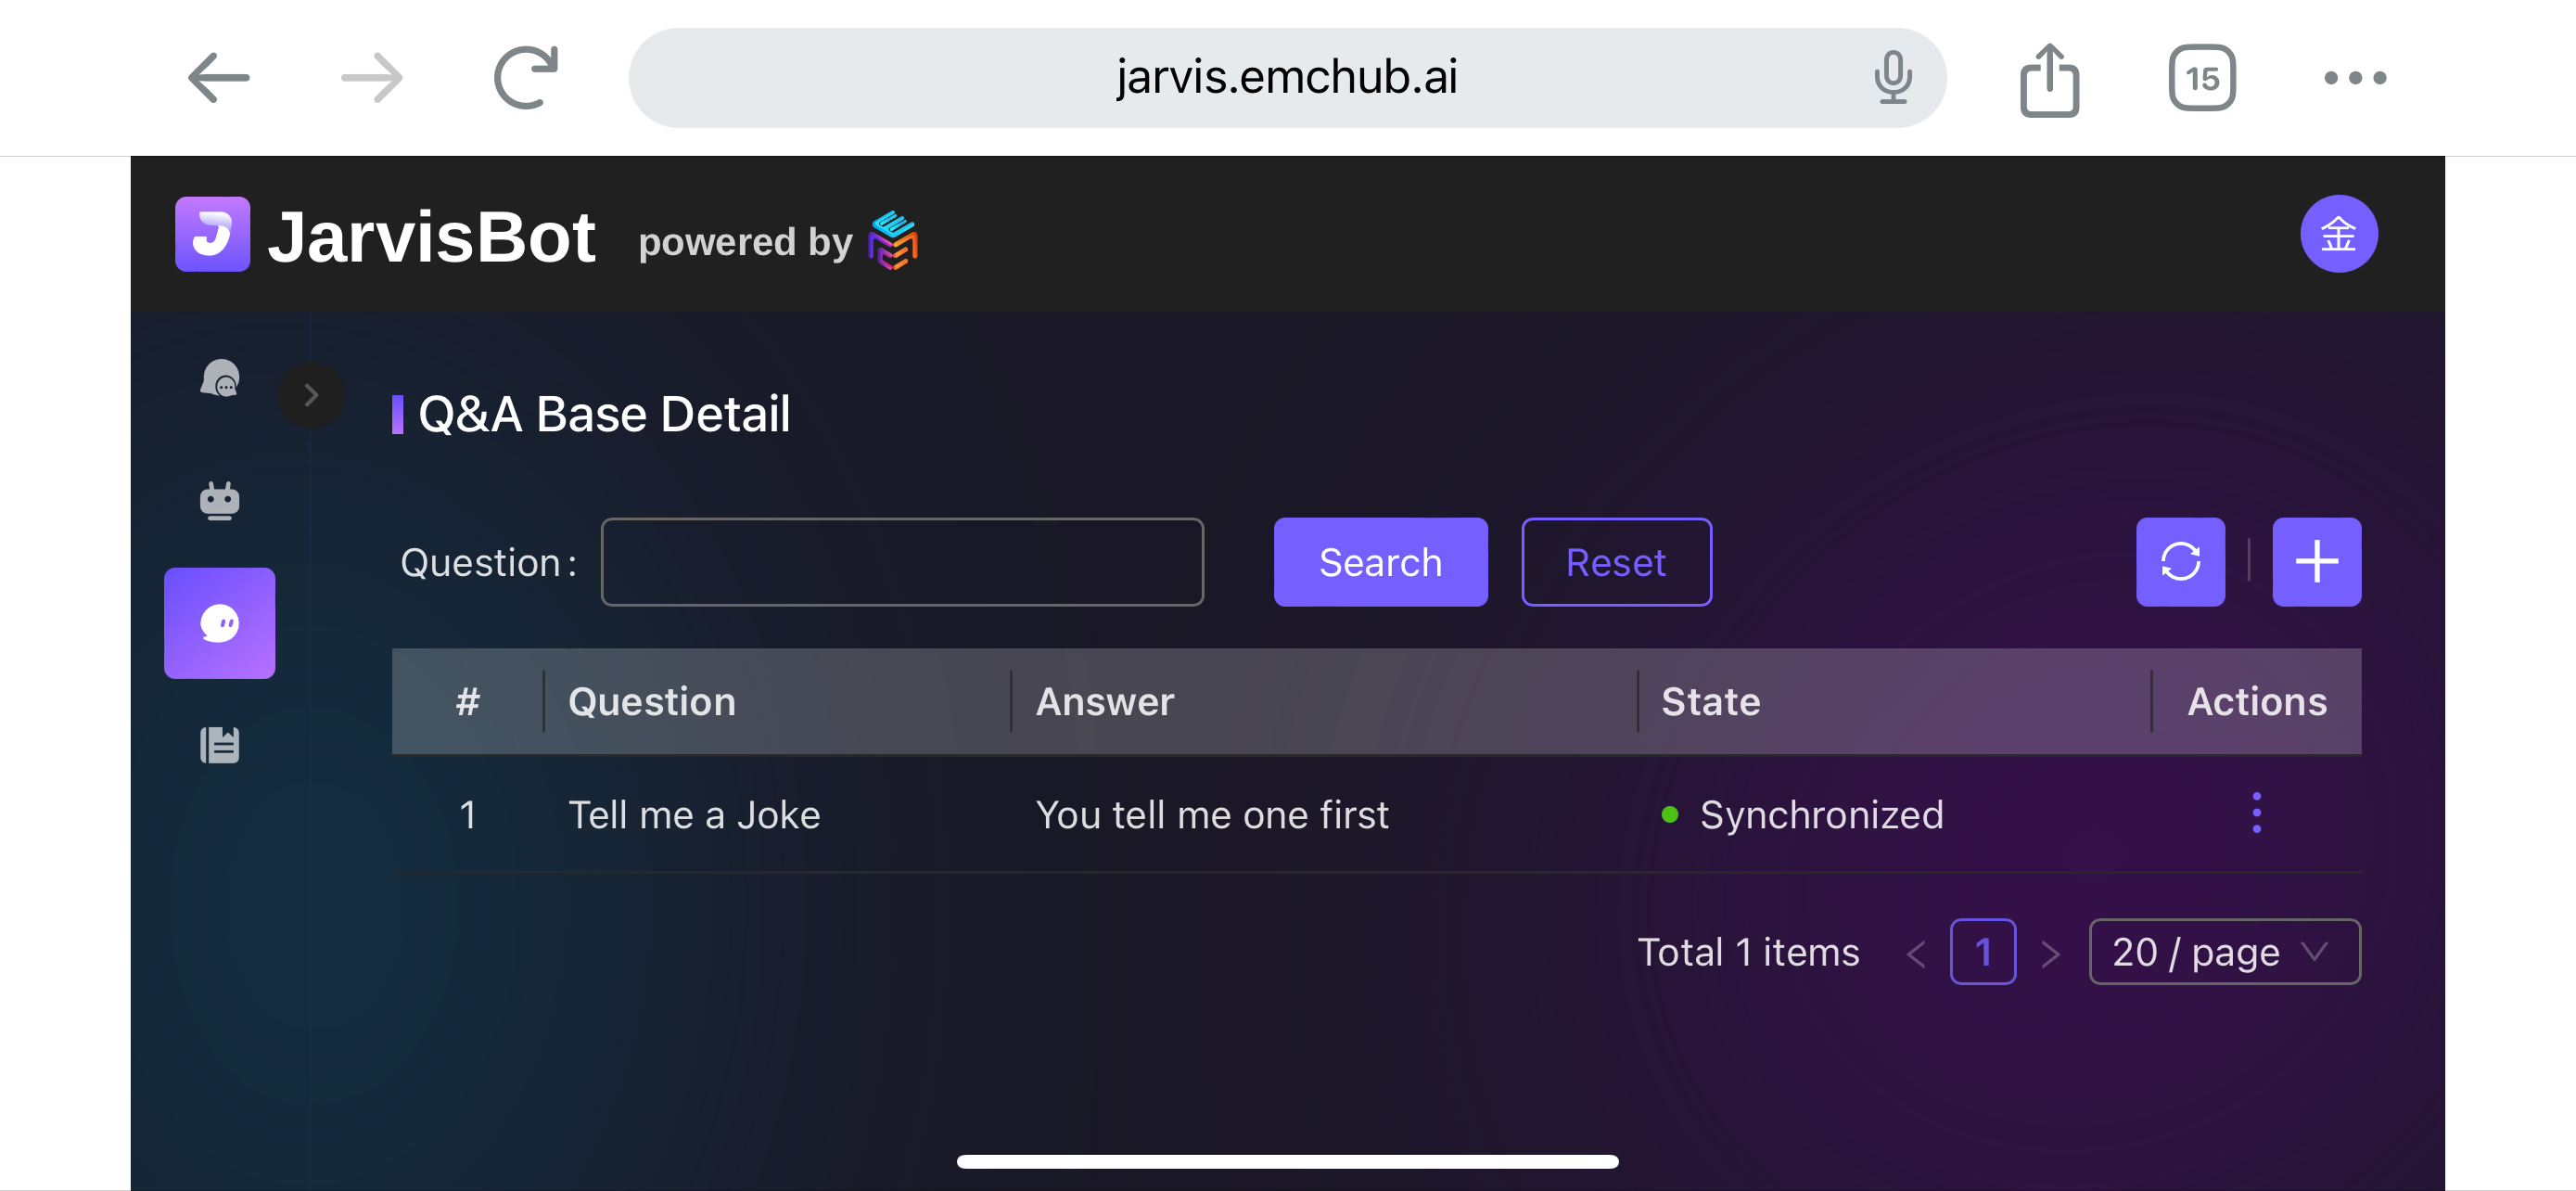 jarvis.emchub.ai
15
JarvisBot powered by
金
Q&A Base Detail
Question :
Search
Reset
# Question Answer State Actions
1 Tell me a Joke You tell me one first Synchronized
Total 1 items < 1 > 20 / page